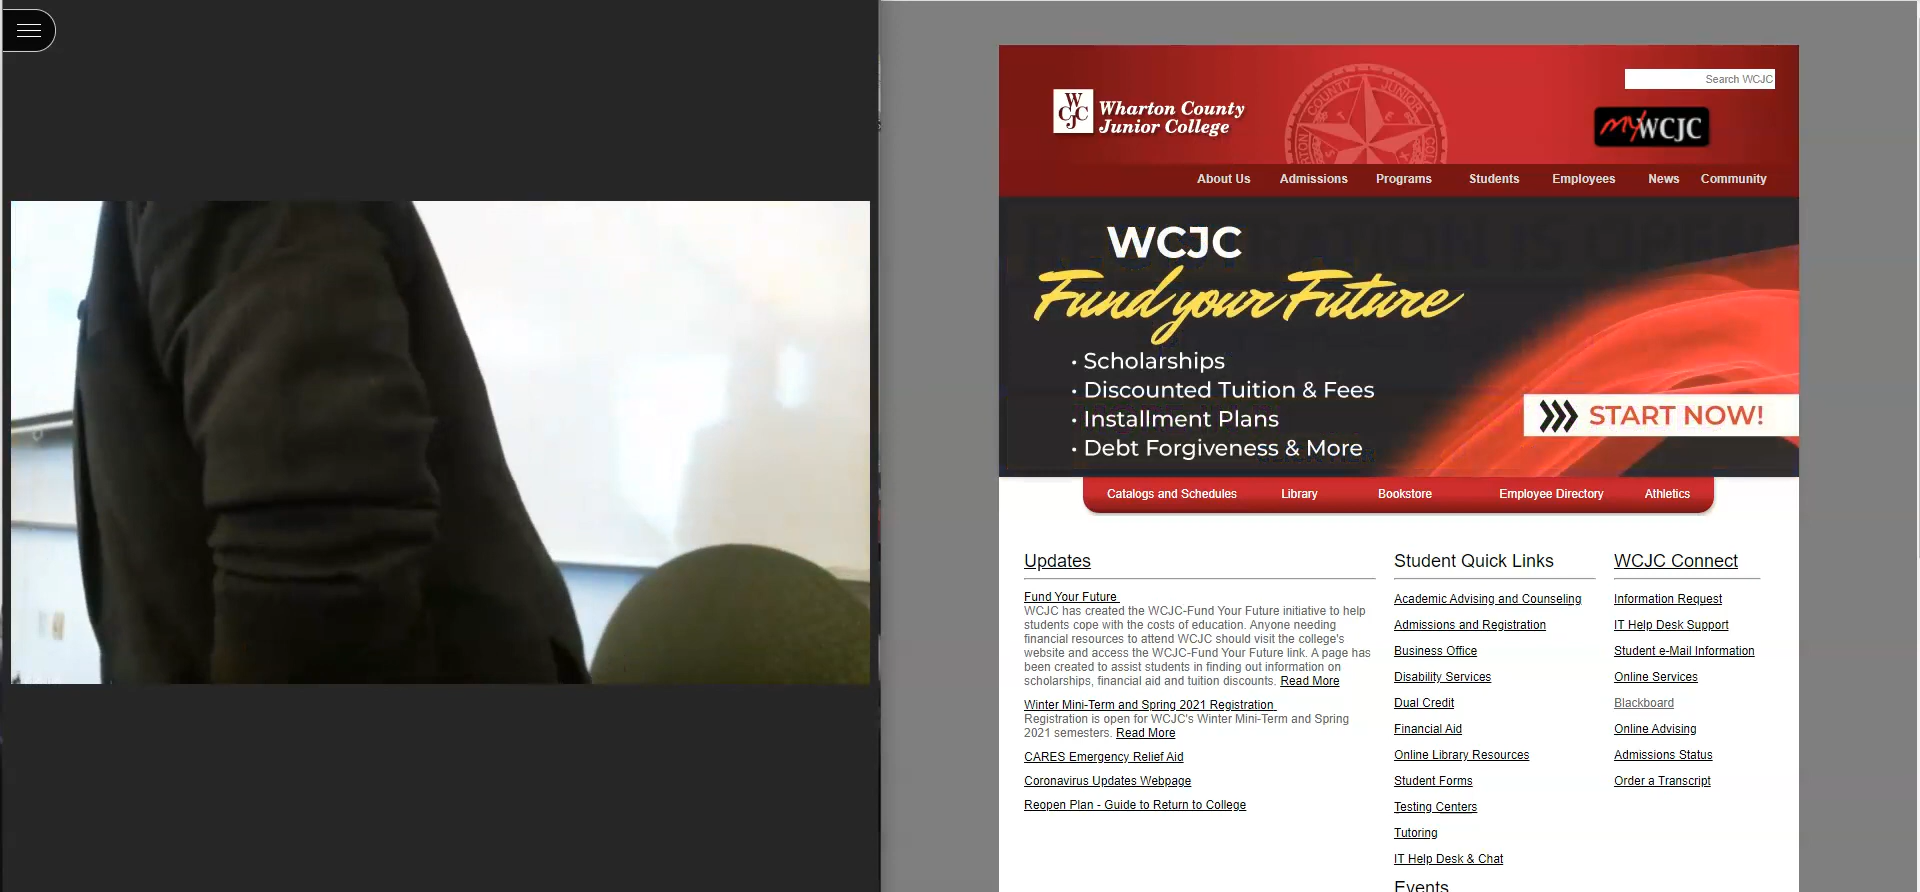 Search WCJC
WCJC
Wharton County
Junior College
myWCJC
About Us Admissions Programs Students Employees News Community
WCJC
Fund your Future
• Scholarships
• Discounted Tuition & Fees
• Installment Plans
• Debt Forgiveness & More
START NOW!
Catalogs and Schedules Library Bookstore Employee Directory Athletics
Updates
Fund Your Future
WCJC has created the WCJC-Fund Your Future initiative to help
students cope with the costs of education. Anyone needing
financial resources to attend WCJC should visit the college's
website and access the WCJC-Fund Your Future link. A page has
been created to assist students in finding out information on
scholarships, financial aid and tuition discounts. Read More
Winter Mini-Term and Spring 2021 Registration
Registration is open for WCJC's Winter Mini-Term and Spring
2021 semesters. Read More
CARES Emergency Relief Aid
Coronavirus Updates Webpage
Reopen Plan - Guide to Return to College
Student Quick Links
Academic Advising and Counseling
Admissions and Registration
Business Office
Disability Services
Dual Credit
Financial Aid
Online Library Resources
Student Forms
Testing Centers
Tutoring
IT Help Desk & Chat
Events
WCJC Connect
Information Request
IT Help Desk Support
Student e-Mail Information
Online Services
Blackboard
Online Advising
Admissions Status
Order a Transcript